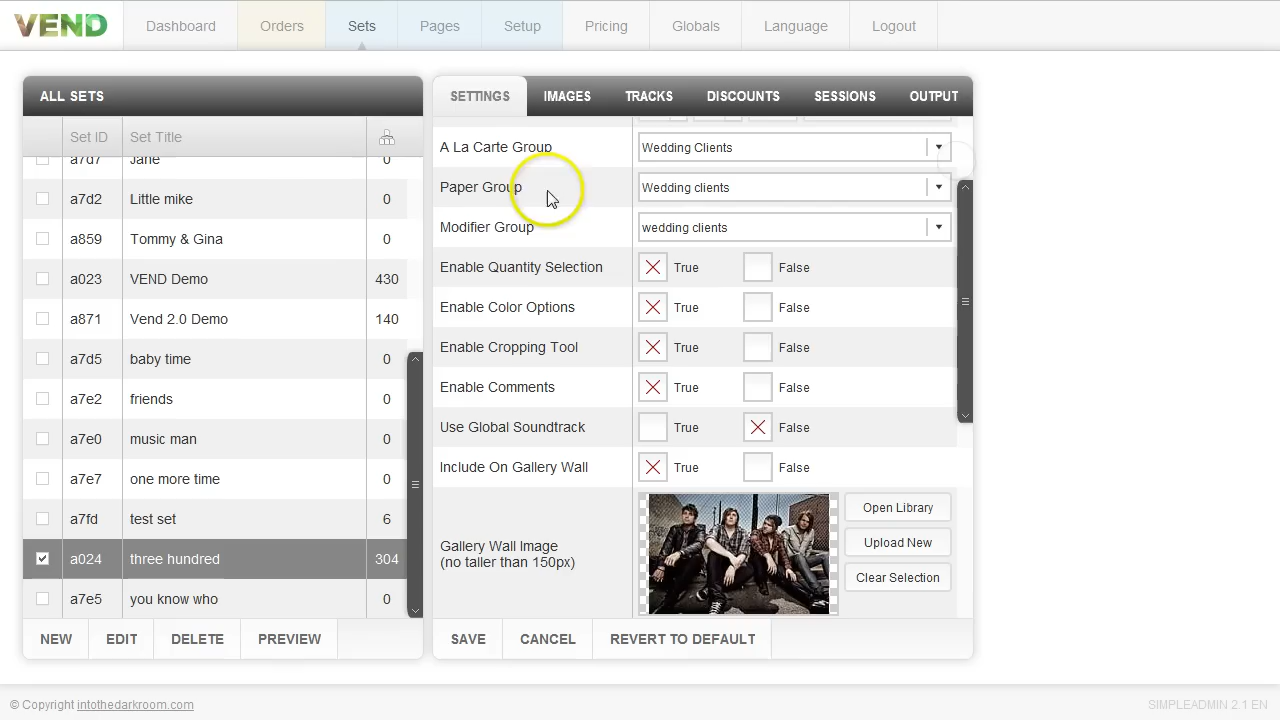 VEND Dashboard Orders Sets Pages Setup Pricing Globals Language Logout
ALL SETS
Set ID Set Title
a7d7 Jane 0
a7d2 Little mike 0
a859 Tommy & Gina 0
a023 VEND Demo 430
a871 Vend 2.0 Demo 140
a7d5 baby time 0
a7e2 friends 0
a7e0 music man 0
a7e7 one more time 0
a7fd test set 6
a024 three hundred 304
a7e5 you know who 0
NEW EDIT DELETE PREVIEW
SETTINGS IMAGES TRACKS DISCOUNTS SESSIONS OUTPUT
A La Carte Group Wedding Clients
Paper Group Wedding clients
Modifier Group wedding clients
Enable Quantity Selection True False
Enable Color Options True False
Enable Cropping Tool True False
Enable Comments True False
Use Global Soundtrack True False
Include On Gallery Wall True False
Gallery Wall Image
(no taller than 150px)
Open Library
Upload New
Clear Selection
SAVE CANCEL REVERT TO DEFAULT
© Copyright intothedarkroom.com SIMPLEADMIN 2.1 EN